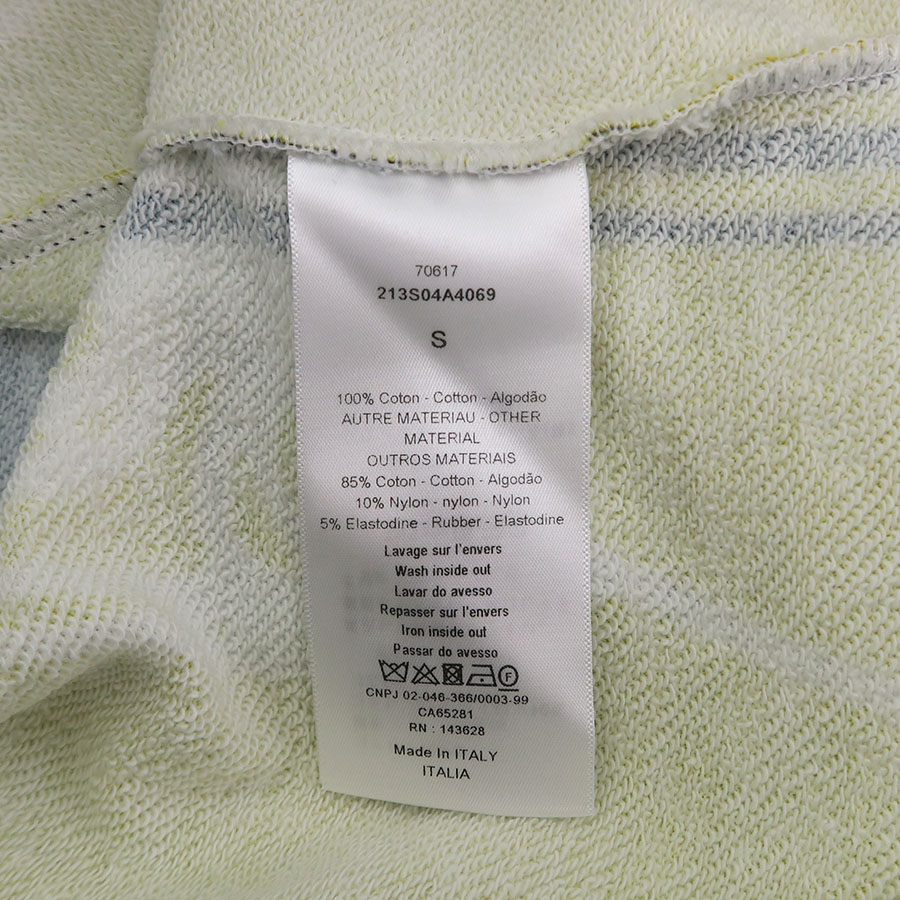 70617
213S04A4069
S
100% Coton - Cotton - Algodão
AUTRE MATERIAU - OTHER
MATERIAL
OUTROS MATERIAIS
85% Coton - Cotton - Algodão
10% Nylon - nylon - Nylon
5% Elastodine - Rubber - Elastodine
Lavage sur l'envers
Wash inside out
Lavar do avesso
Repasser sur l'envers
Iron inside out
Passar do avesso
F
CNPJ 02-046-366/0003-99
CA65281
RN : 143628
Made In ITALY
ITALIA